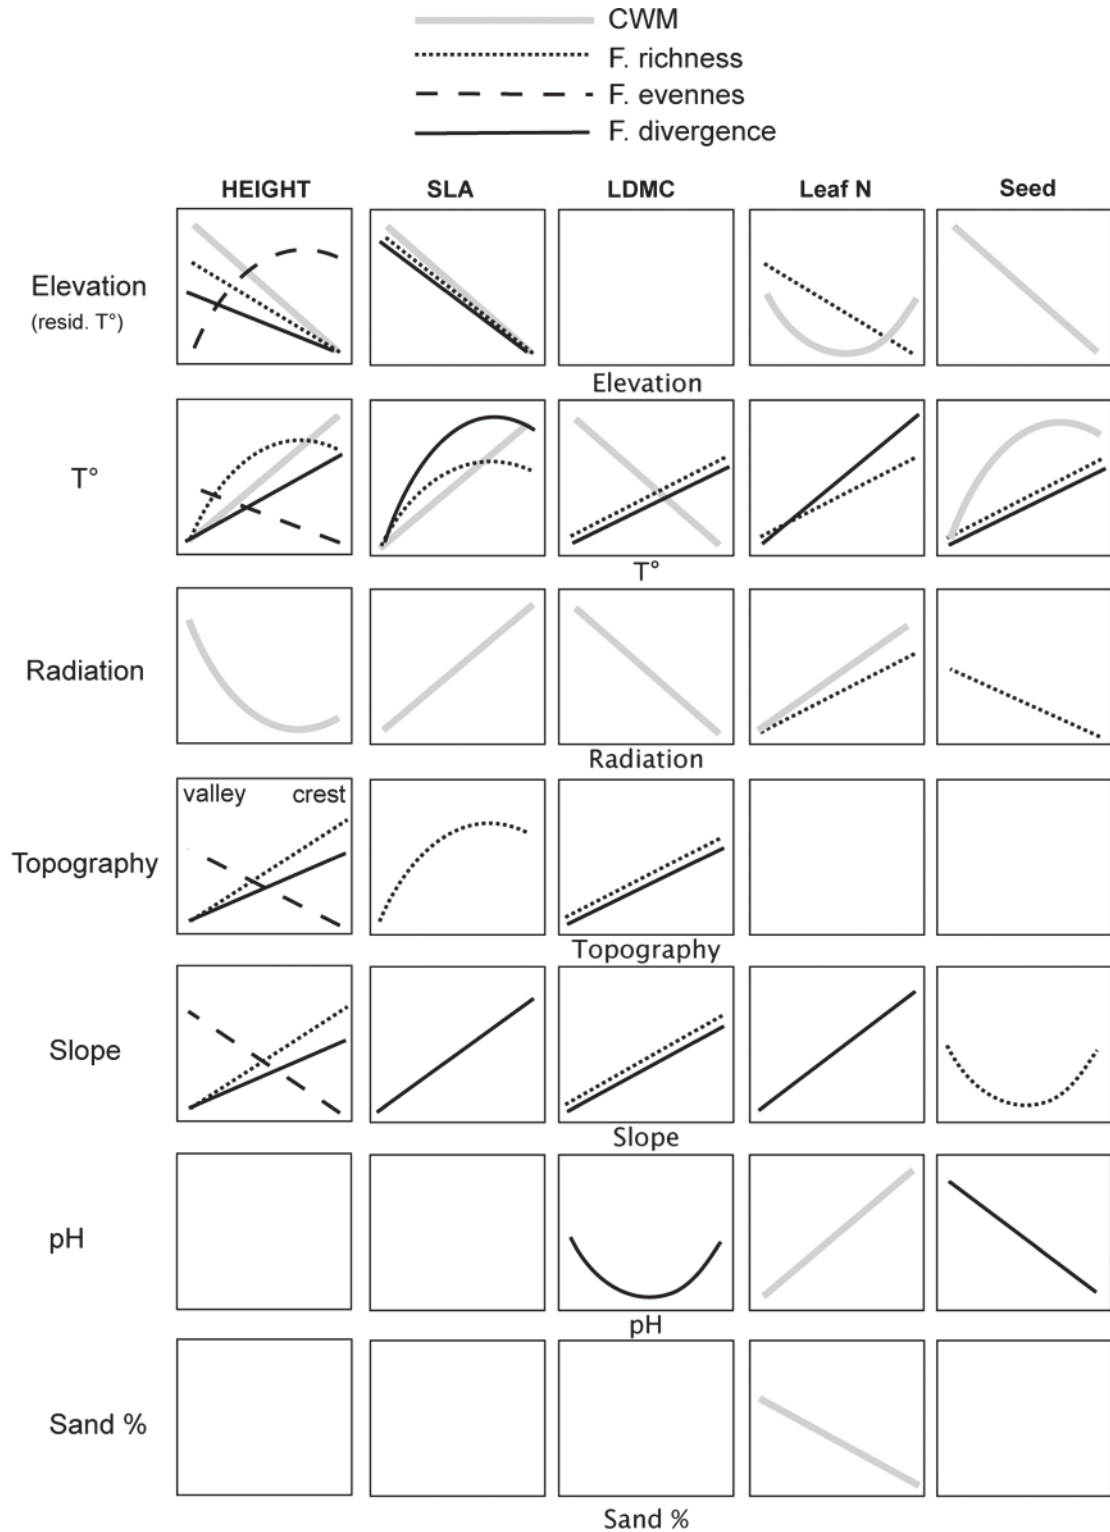 CWM
F. richness
F. evennes
F. divergence
HEIGHT SLA LDMC Leaf N Seed
Elevation
(resid. T°)
Elevation
T°
T°
Radiation
Radiation
valley crest
Topography
Topography
Slope
Slope
pH
pH
Sand %
Sand %